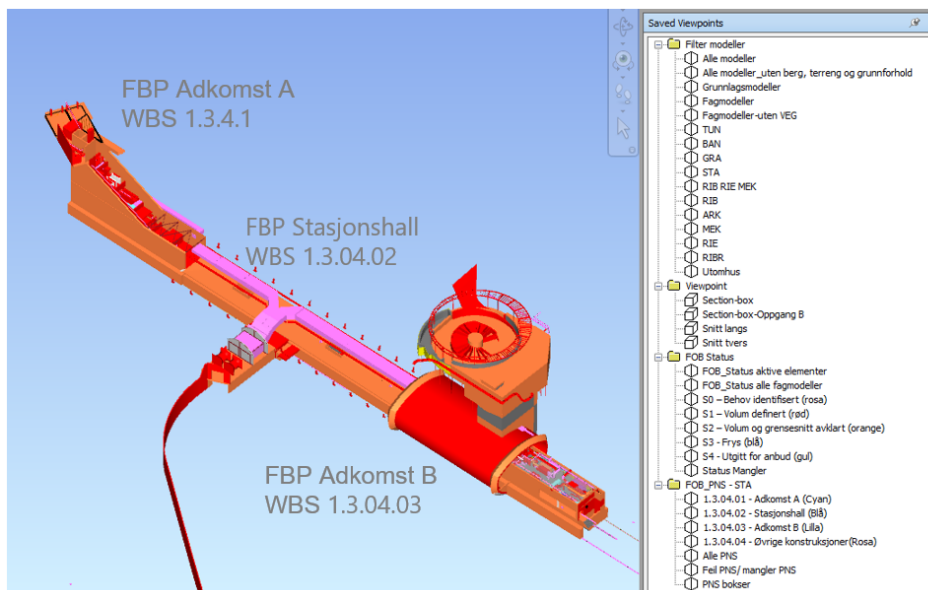 FBP Adkomst A
WBS 1.3.4.1
FBP Stasjonshall
WBS 1.3.04.02
FBP Adkomst B
WBS 1.3.04.03
Saved Viewpoints
Filter modeller
Alle modeller
Alle modeller_uten berg, terreng og grunnforhold
Grunnlagsmodeller
Fagmodeller
Fagmodeller-uten VEG
TUN
BAN
GRA
STA
RIB RIE MEK
RIB
ARK
MEK
RIE
RIBR
Utomhus
Viewpoint
Section-box
Section-box-Oppgang B
Snitt langs
Snitt tvers
FOB Status
FOB_Status aktive elementer
FOB_Status alle fagmodeller
S0 – Behov identifisert (rosa)
S1 – Volum definert (rød)
S2 – Volum og grensesnitt avklart (orange)
S3 - Frys (blå)
S4 - Utgitt for anbud (gul)
Status Mangler
FOB_PNS - STA
1.3.04.01 - Adkomst A (Cyan)
1.3.04.02 - Stasjonshall (Blå)
1.3.04.03 - Adkomst B (Lilla)
1.3.04.04 - Øvrige konstruksjoner(Rosa)
Alle PNS
Feil PNS/ mangler PNS
PNS bokser